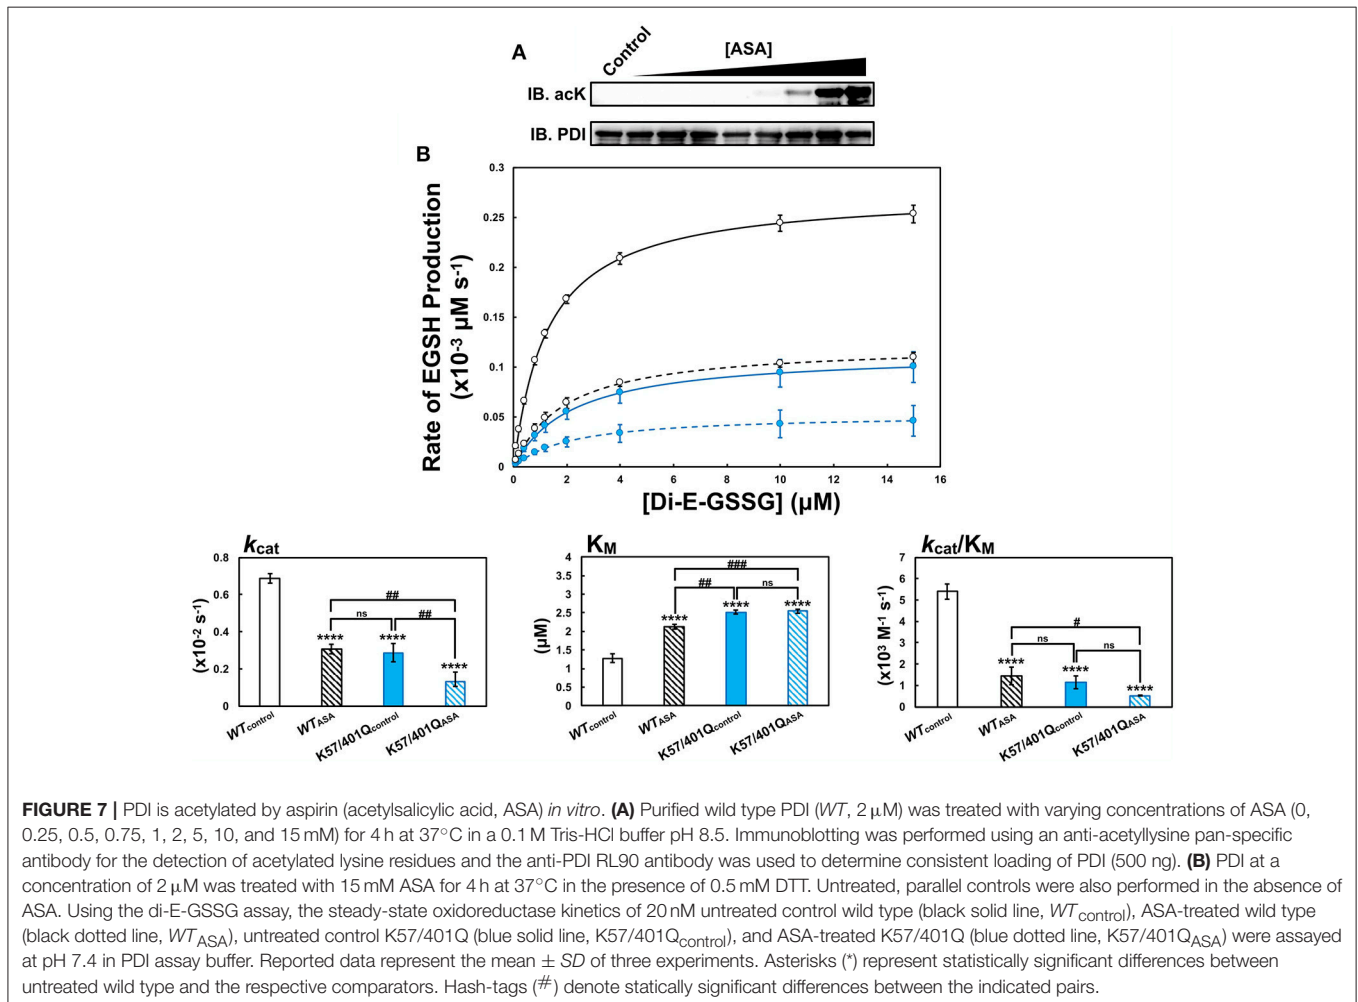 A
Control
[ASA]
IB. acK
IB. PDI
B
Rate of EGSH Production
(x10-3 µM s-1)
0.3
0.25
0.2
0.15
0.1
0.05
0
0 2 4 6 8 10 12 14 16
[Di-E-GSSG] (µM)
kcat
(x10-2 s-1)
0.8
0.6
0.4
0.2
0
##
ns
##
****
****
****
WTcontrol
WTASA
K57/401Qcontrol
K57/401QASA
KM
(µM)
4
3.5
3
2.5
2
1.5
1
0.5
0
###
##
ns
****
****
****
WTcontrol
WTASA
K57/401Qcontrol
K57/401QASA
kcat/KM
(x103 M-1 s-1)
7
6
5
4
3
2
1
0
#
ns
ns
****
****
****
WTcontrol
WTASA
K57/401Qcontrol
K57/401QASA
FIGURE 7 | PDI is acetylated by aspirin (acetylsalicylic acid, ASA) in vitro. (A) Purified wild type PDI (WT, 2 µM) was treated with varying concentrations of ASA (0,
0.25, 0.5, 0.75, 1, 2, 5, 10, and 15 mM) for 4 h at 37°C in a 0.1 M Tris-HCl buffer pH 8.5. Immunoblotting was performed using an anti-acetyllysine pan-specific
antibody for the detection of acetylated lysine residues and the anti-PDI RL90 antibody was used to determine consistent loading of PDI (500 ng). (B) PDI at a
concentration of 2 µM was treated with 15 mM ASA for 4 h at 37°C in the presence of 0.5 mM DTT. Untreated, parallel controls were also performed in the absence of
ASA. Using the di-E-GSSG assay, the steady-state oxidoreductase kinetics of 20 nM untreated control wild type (black solid line, WTcontrol), ASA-treated wild type
(black dotted line, WTASA), untreated control K57/401Q (blue solid line, K57/401Qcontrol), and ASA-treated K57/401Q (blue dotted line, K57/401QASA) were assayed
at pH 7.4 in PDI assay buffer. Reported data represent the mean ± SD of three experiments. Asterisks (*) represent statistically significant differences between
untreated wild type and the respective comparators. Hash-tags (#) denote statically significant differences between the indicated pairs.